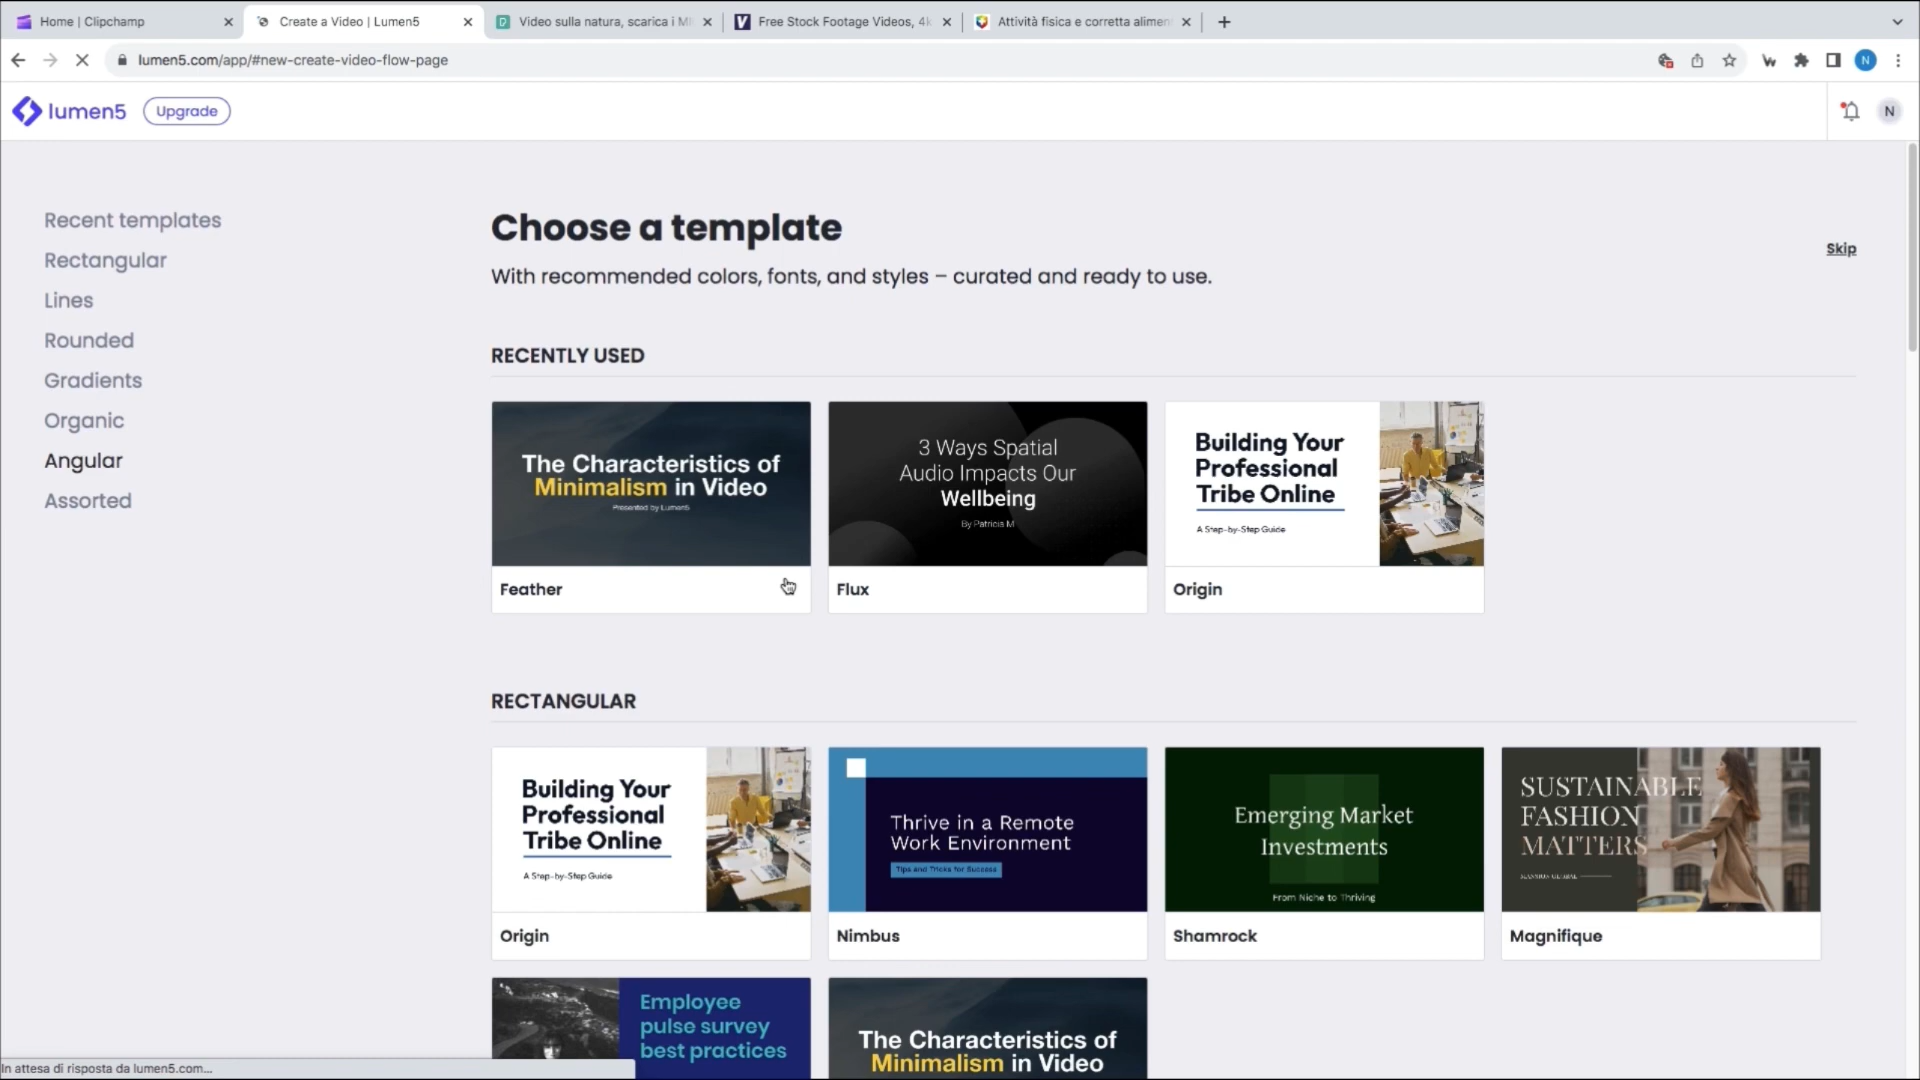 Home | Clipchamp
Create a Video | Lumen5
Video sulla natura, scarica i MI
Free Stock Footage Videos, 4k
Attività fisica e corretta alimen
lumen5.com/app/#new-create-video-flow-page
N
lumen5
Upgrade
N
Recent templates
Rectangular
Lines
Rounded
Gradients
Organic
Angular
Assorted
Choose a template
Skip
With recommended colors, fonts, and styles – curated and ready to use.
RECENTLY USED
The Characteristics of
Minimalism in Video
Presented by Lumen5
Feather
3 Ways Spatial
Audio Impacts Our
Wellbeing
By Patricia M
Flux
Building Your
Professional
Tribe Online
A Step-by-Step Guide
Origin
RECTANGULAR
Building Your
Professional
Tribe Online
A Step-by-Step Guide
Origin
Thrive in a Remote
Work Environment
Tips and Tricks for Success
Nimbus
Emerging Market
Investments
From Niche to Thriving
Shamrock
SUSTAINABLE
FASHION
MATTERS
Magnifique
Employee
pulse survey
best practices
The Characteristics of
Minimalism in Video
In attesa di risposta da lumen5.com...